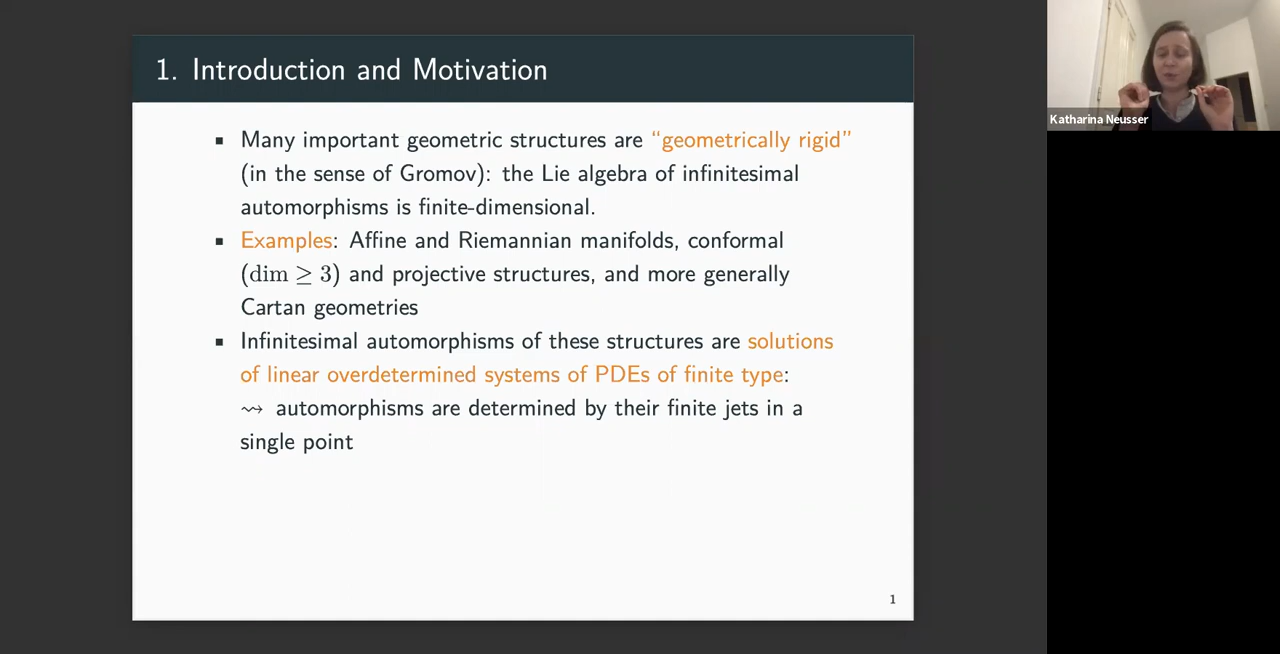 1. Introduction and Motivation
▪ Many important geometric structures are “geometrically rigid”
(in the sense of Gromov): the Lie algebra of infinitesimal
automorphisms is finite-dimensional.
▪ Examples: Affine and Riemannian manifolds, conformal
(dim ≥ 3) and projective structures, and more generally
Cartan geometries
▪ Infinitesimal automorphisms of these structures are solutions
of linear overdetermined systems of PDEs of finite type:
⇝ automorphisms are determined by their finite jets in a
single point
1
Katharina Neusser